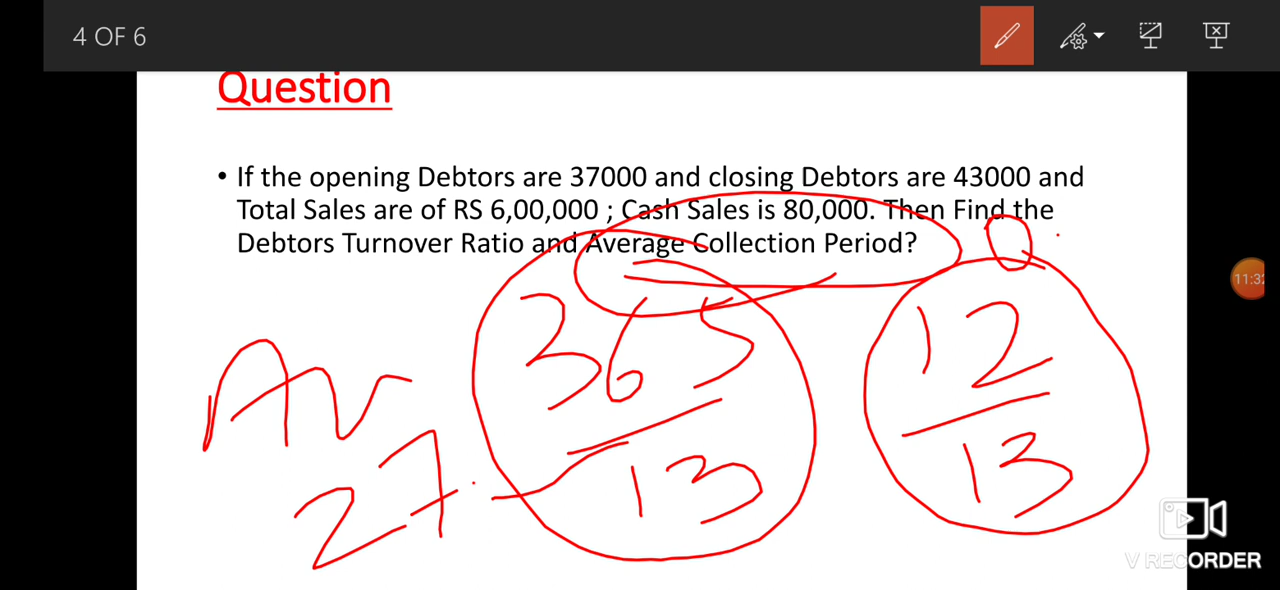 4 OF 6
Question
• If the opening Debtors are 37000 and closing Debtors are 43000 and
Total Sales are of RS 6,00,000 ; Cash Sales is 80,000. Then Find the
Debtors Turnover Ratio and Average Collection Period?
11:32
365
12
Av
13
13
27.
V RECORDER